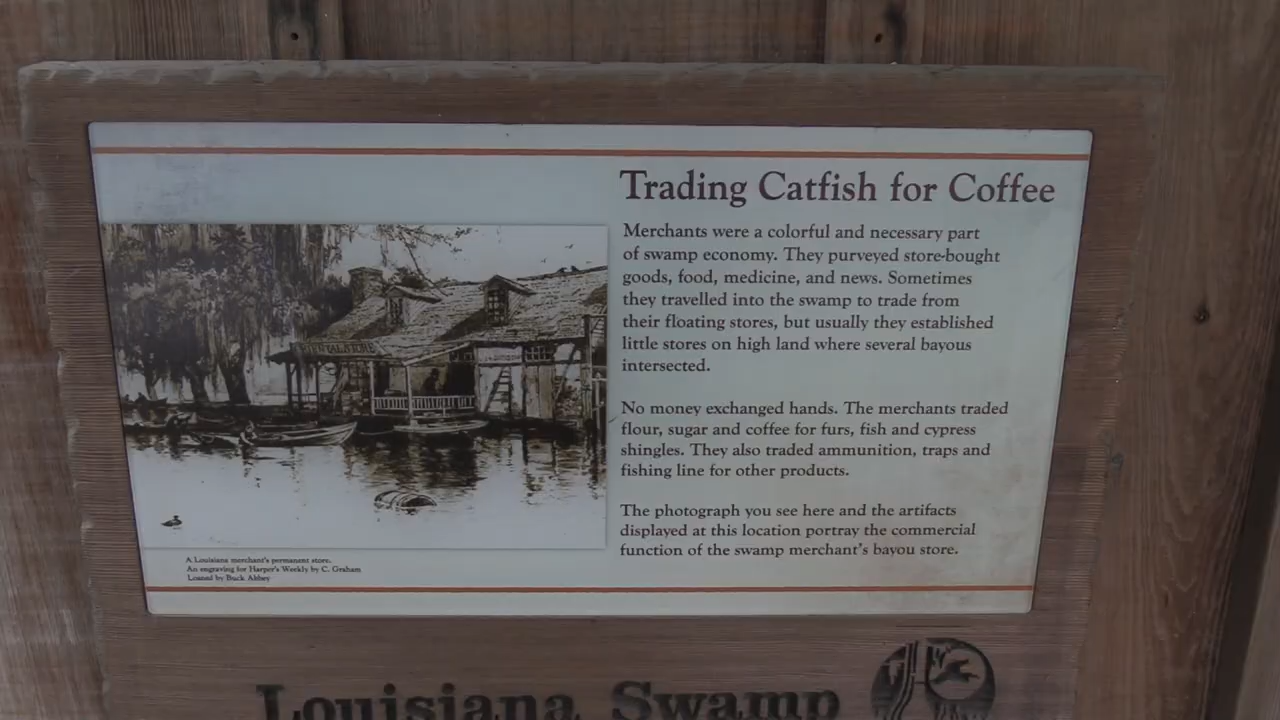 Trading Catfish for Coffee
Merchants were a colorful and necessary part
of swamp economy. They purveyed store-bought
goods, food, medicine, and news. Sometimes
they travelled into the swamp to trade from
their floating stores, but usually they established
little stores on high land where several bayous
intersected.
No money exchanged hands. The merchants traded
flour, sugar and coffee for furs, fish and cypress
shingles. They also traded ammunition, traps and
fishing line for other products.
The photograph you see here and the artifacts
displayed at this location portray the commercial
function of the swamp merchant's bayou store.
A Louisiana merchant's permanent store.
An engraving for Harper's Weekly by C. Graham
Loaned by Buck Abbey
Louisiana Swamp